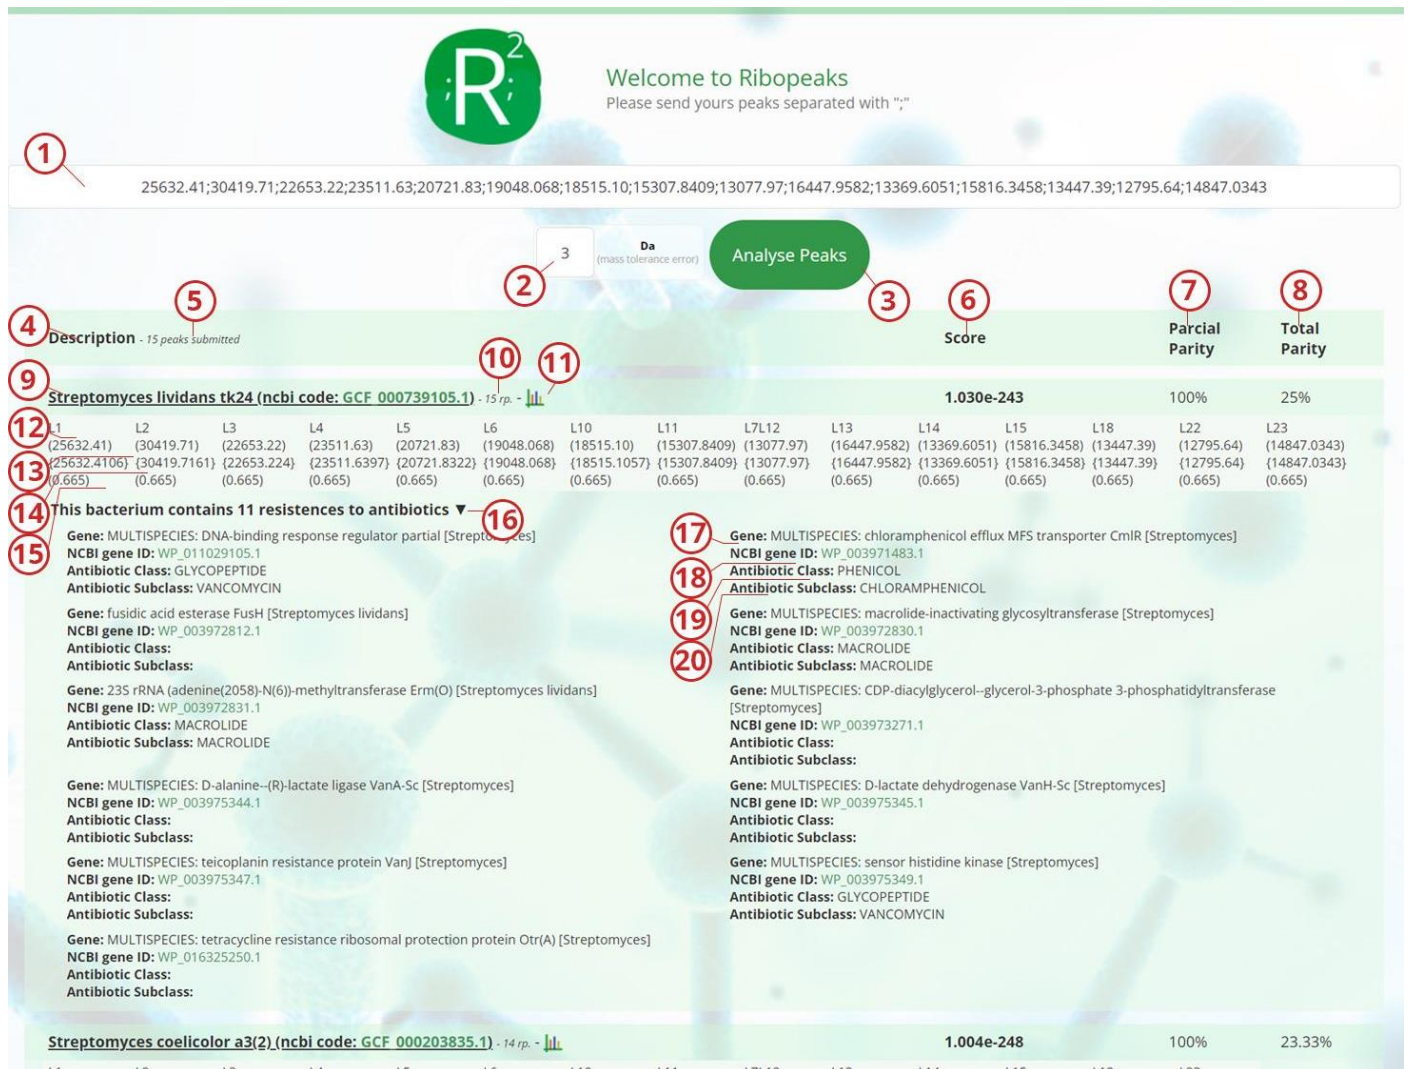 ;R;2
Welcome to Ribopeaks
Please send yours peaks separated with ";"
1
25632.41;30419.71;22653.22;23511.63;20721.83;19048.068;18515.10;15307.8409;13077.97;16447.9582;13369.6051;15816.3458;13447.39;12795.64;14847.0343
3 Da (mass tolerance error) Analyse Peaks
2 3
4 5 6 7 8
Description - 15 peaks submitted Score Parcial Parity Total Parity
9 10 11
Streptomyces lividans tk24 (ncbi code: GCF_000739105.1) - 15 rp. - 1.030e-243 100% 25%
12 L1 L2 L3 L4 L5 L6 L10 L11 L7L12 L13 L14 L15 L18 L22 L23
(25632.41) (30419.71) (22653.22) (23511.63) (20721.83) (19048.068) (18515.10) (15307.8409) (13077.97) (16447.9582) (13369.6051) (15816.3458) (13447.39) (12795.64) (14847.0343)
13 {25632.4106} {30419.7161} {22653.224} {23511.6397} {20721.8322} {19048.068} {18515.1057} {15307.8409} {13077.97} {16447.9582} {13369.6051} {15816.3458} {13447.39} {12795.64} {14847.0343}
(0.665) (0.665) (0.665) (0.665) (0.665) (0.665) (0.665) (0.665) (0.665) (0.665) (0.665) (0.665) (0.665) (0.665) (0.665)
14 This bacterium contains 11 resistences to antibiotics ▼ 16
15
Gene: MULTISPECIES: DNA-binding response regulator partial [Streptomyces]
NCBI gene ID: WP_011029105.1
Antibiotic Class: GLYCOPEPTIDE
Antibiotic Subclass: VANCOMYCIN
17 Gene: MULTISPECIES: chloramphenicol efflux MFS transporter CmlR [Streptomyces]
NCBI gene ID: WP_003971483.1
18 Antibiotic Class: PHENICOL
Antibiotic Subclass: CHLORAMPHENICOL
Gene: fusidic acid esterase FusH [Streptomyces lividans]
NCBI gene ID: WP_003972812.1
Antibiotic Class:
Antibiotic Subclass:
19 Gene: MULTISPECIES: macrolide-inactivating glycosyltransferase [Streptomyces]
NCBI gene ID: WP_003972830.1
20 Antibiotic Class: MACROLIDE
Antibiotic Subclass: MACROLIDE
Gene: 23S rRNA (adenine(2058)-N(6))-methyltransferase Erm(O) [Streptomyces lividans]
NCBI gene ID: WP_003972831.1
Antibiotic Class: MACROLIDE
Antibiotic Subclass: MACROLIDE
Gene: MULTISPECIES: CDP-diacylglycerol--glycerol-3-phosphate 3-phosphatidyltransferase
[Streptomyces]
NCBI gene ID: WP_003973271.1
Antibiotic Class:
Antibiotic Subclass:
Gene: MULTISPECIES: D-alanine--(R)-lactate ligase VanA-Sc [Streptomyces]
NCBI gene ID: WP_003975344.1
Antibiotic Class:
Antibiotic Subclass:
Gene: MULTISPECIES: D-lactate dehydrogenase VanH-Sc [Streptomyces]
NCBI gene ID: WP_003975345.1
Antibiotic Class:
Antibiotic Subclass:
Gene: MULTISPECIES: teicoplanin resistance protein VanJ [Streptomyces]
NCBI gene ID: WP_003975347.1
Antibiotic Class:
Antibiotic Subclass:
Gene: MULTISPECIES: sensor histidine kinase [Streptomyces]
NCBI gene ID: WP_003975349.1
Antibiotic Class: GLYCOPEPTIDE
Antibiotic Subclass: VANCOMYCIN
Gene: MULTISPECIES: tetracycline resistance ribosomal protection protein Otr(A) [Streptomyces]
NCBI gene ID: WP_016325250.1
Antibiotic Class:
Antibiotic Subclass:
Streptomyces coelicolor a3(2) (ncbi code: GCF_000203835.1) - 14 rp. - 1.004e-248 100% 23.33%